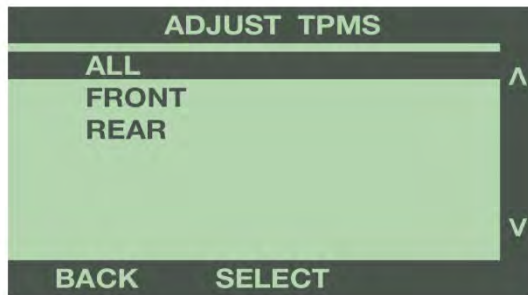 ADJUST TPMS
ALL
FRONT
REAR
BACK SELECT